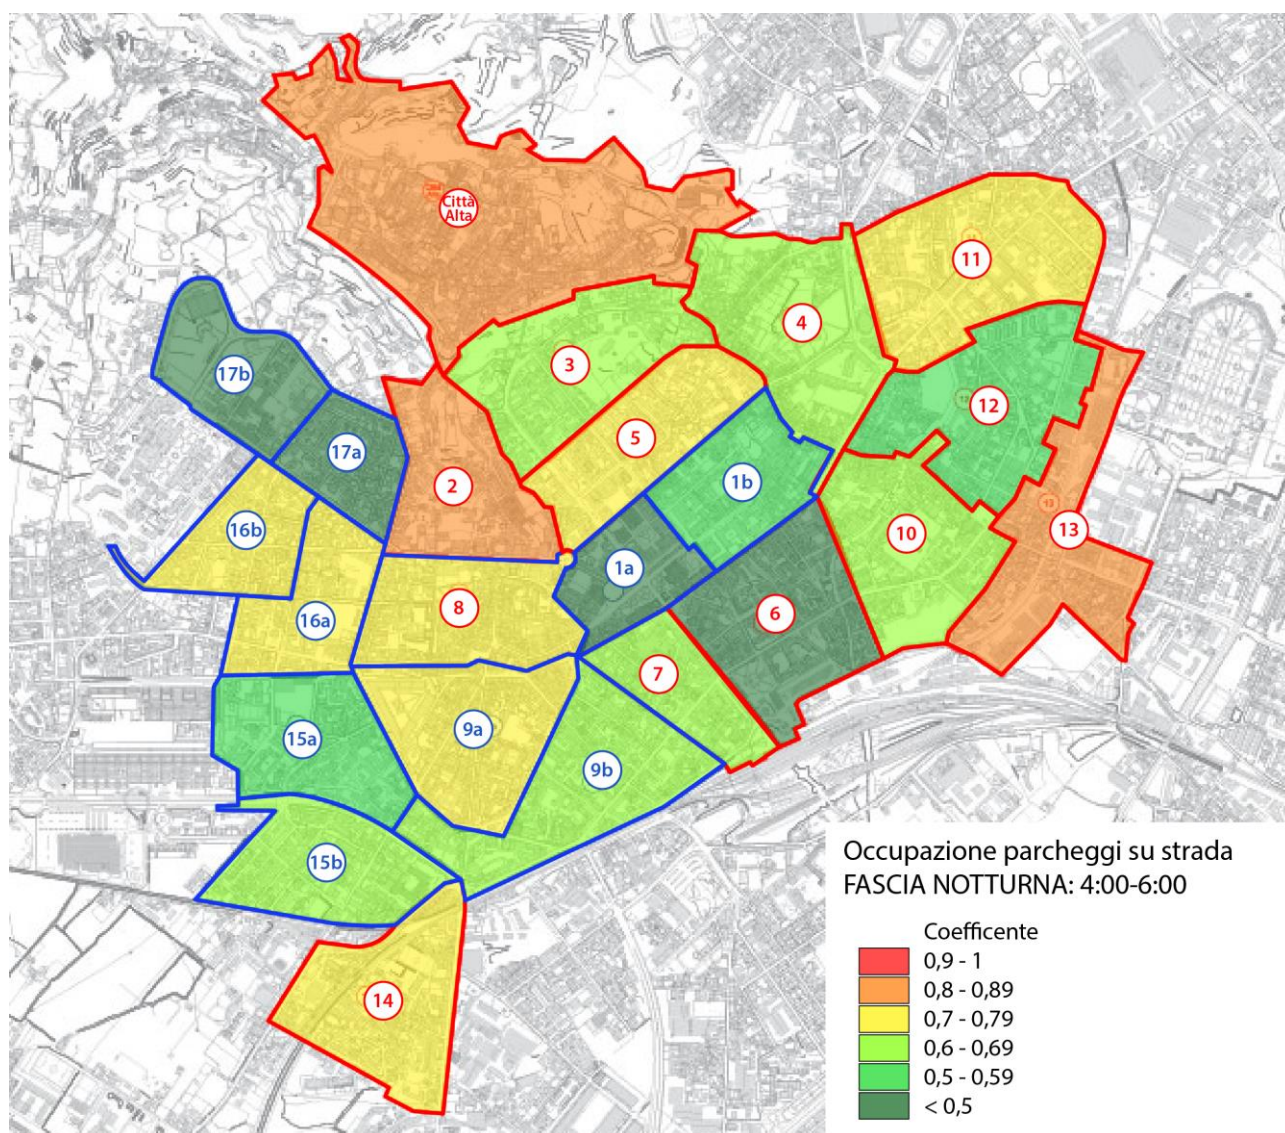 Città
Alta
11
4
3
17b
12
5
17a
1b
2
13
16b
10
1a
8
6
16a
7
9a
15a
9b
15b
14
Occupazione parcheggi su strada
FASCIA NOTTURNA: 4:00-6:00
Coefficente
0,9 - 1
0,8 - 0,89
0,7 - 0,79
0,6 - 0,69
0,5 - 0,59
< 0,5